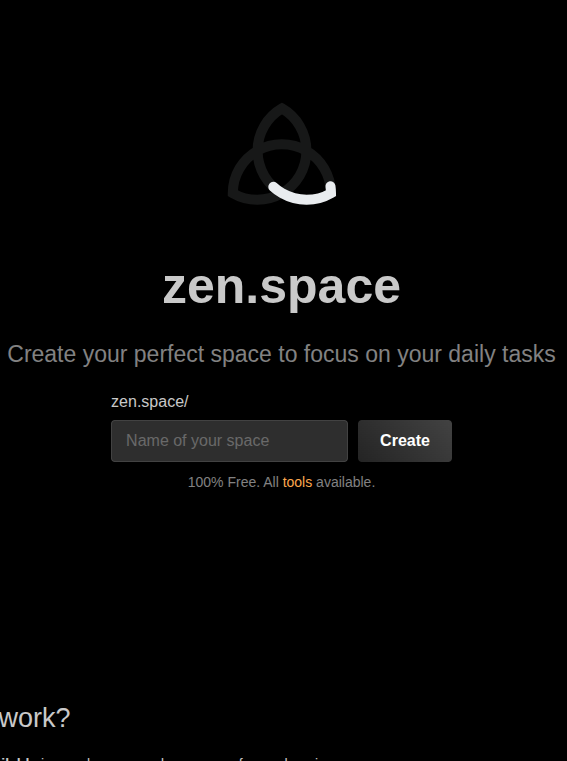 zen.space
Create your perfect space to focus on your daily tasks
zen.space/
Name of your space
Create
100% Free. All tools available.
work?